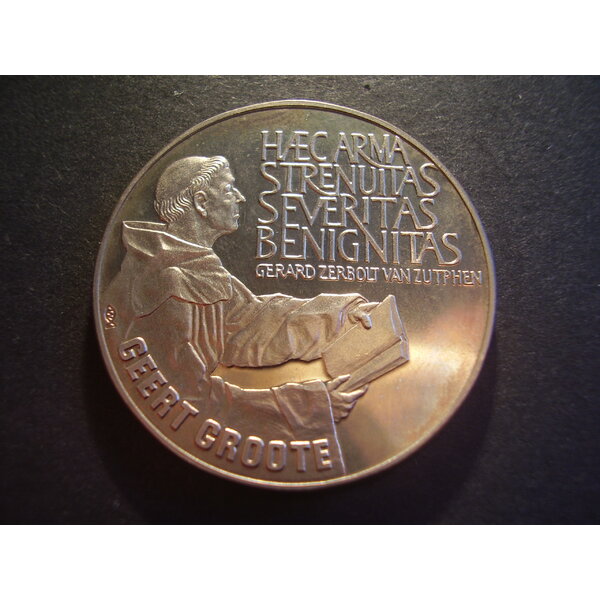 HÆC ARMA
STRENUITAS
SEVERITAS
BENIGNITAS
GERARD ZERBOLT VAN ZUTPHEN
GEERT GROOTE